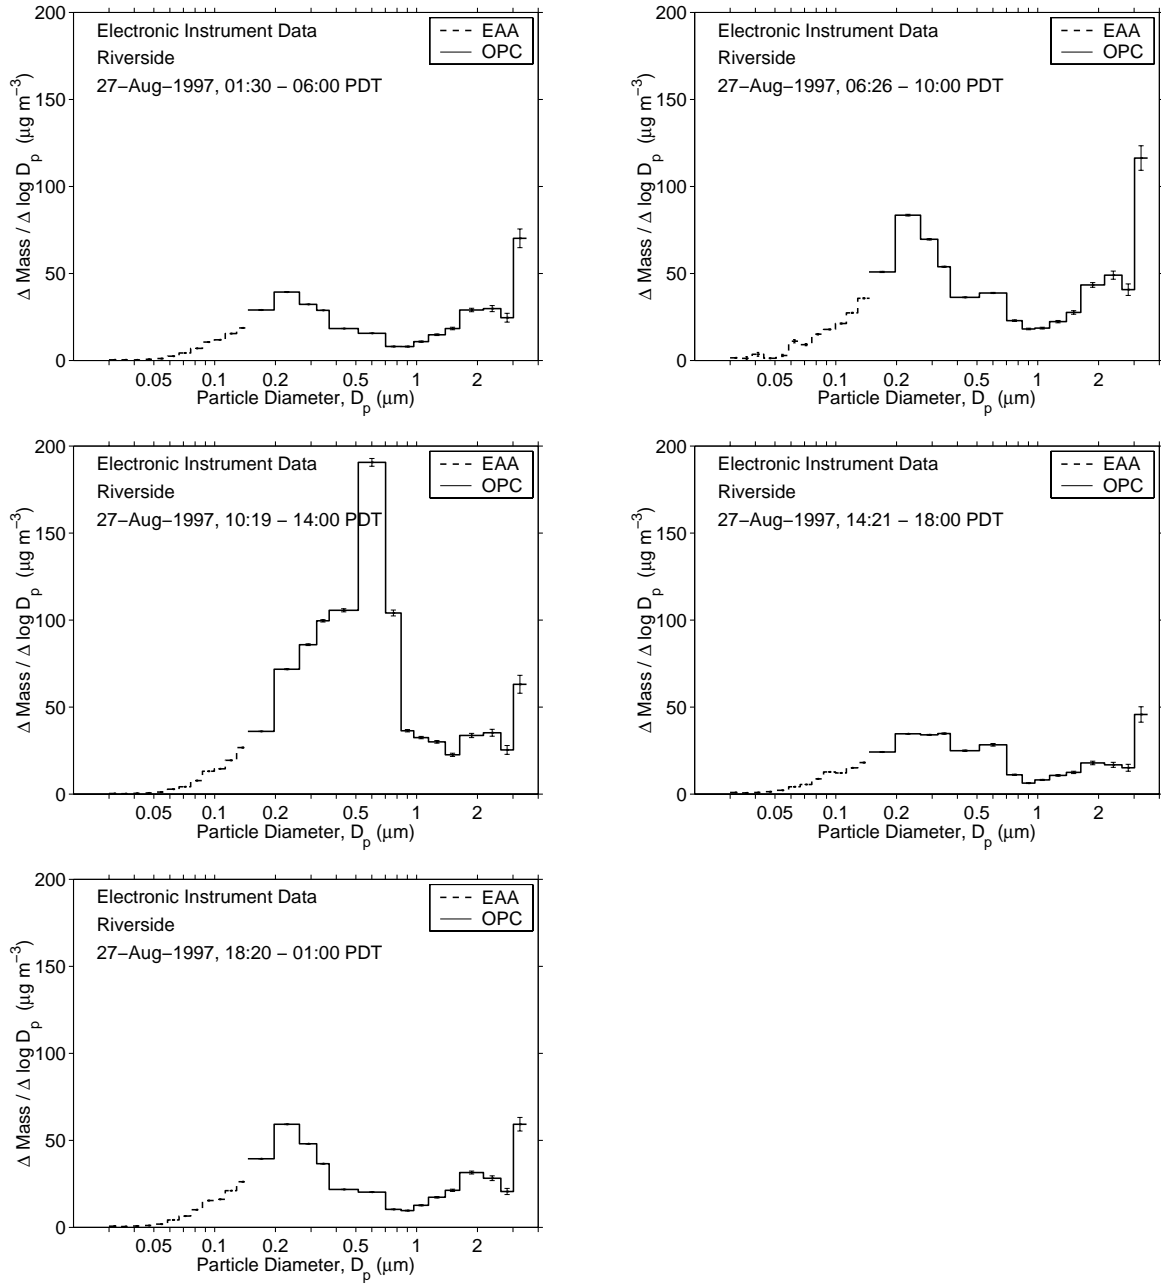 Electronic Instrument Data
Riverside
27−Aug−1997, 01:30 − 06:00 PDT
EAA
OPC
200
150
100
50
0
0.05 0.1 0.2 0.5 1 2
Particle Diameter, Dp (μm)
Δ Mass / Δ log Dp (μg m−3)
Electronic Instrument Data
Riverside
27−Aug−1997, 06:26 − 10:00 PDT
EAA
OPC
200
150
100
50
0
0.05 0.1 0.2 0.5 1 2
Particle Diameter, Dp (μm)
Δ Mass / Δ log Dp (μg m−3)
Electronic Instrument Data
Riverside
27−Aug−1997, 10:19 − 14:00 PDT
EAA
OPC
200
150
100
50
0
0.05 0.1 0.2 0.5 1 2
Particle Diameter, Dp (μm)
Δ Mass / Δ log Dp (μg m−3)
Electronic Instrument Data
Riverside
27−Aug−1997, 14:21 − 18:00 PDT
EAA
OPC
200
150
100
50
0
0.05 0.1 0.2 0.5 1 2
Particle Diameter, Dp (μm)
Δ Mass / Δ log Dp (μg m−3)
Electronic Instrument Data
Riverside
27−Aug−1997, 18:20 − 01:00 PDT
EAA
OPC
200
150
100
50
0
0.05 0.1 0.2 0.5 1 2
Particle Diameter, Dp (μm)
Δ Mass / Δ log Dp (μg m−3)